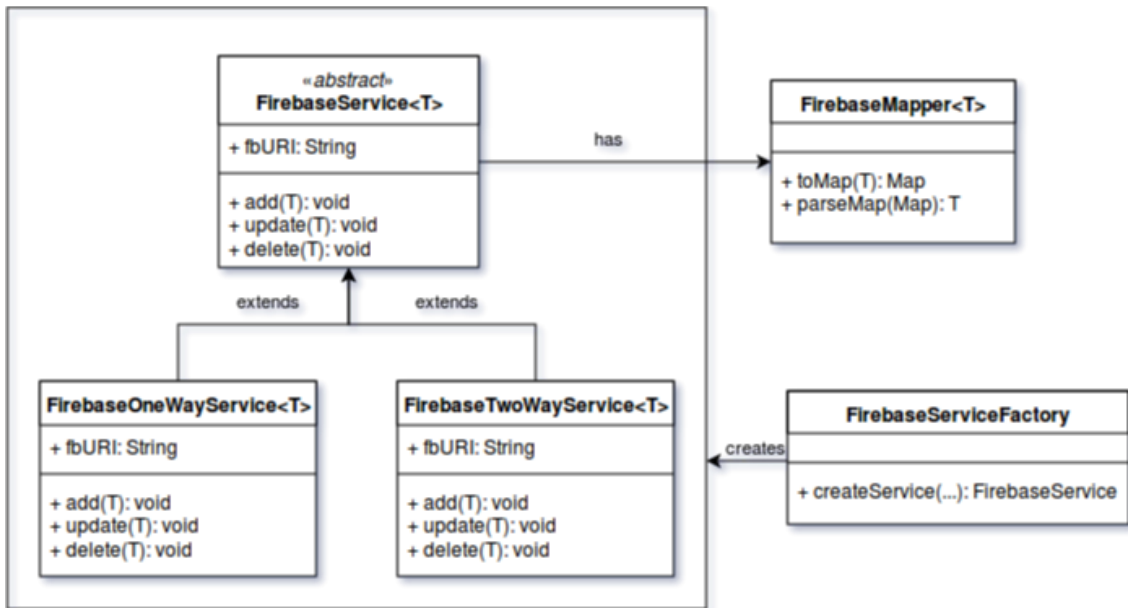 «abstract»
FirebaseService<T>
+ fbURI: String
+ add(T): void
+ update(T): void
+ delete(T): void
has
FirebaseMapper<T>
+ toMap(T): Map
+ parseMap(Map): T
extends
extends
FirebaseOneWayService<T>
+ fbURI: String
+ add(T): void
+ update(T): void
+ delete(T): void
FirebaseTwoWayService<T>
+ fbURI: String
+ add(T): void
+ update(T): void
+ delete(T): void
creates
FirebaseServiceFactory
+ createService(...): FirebaseService